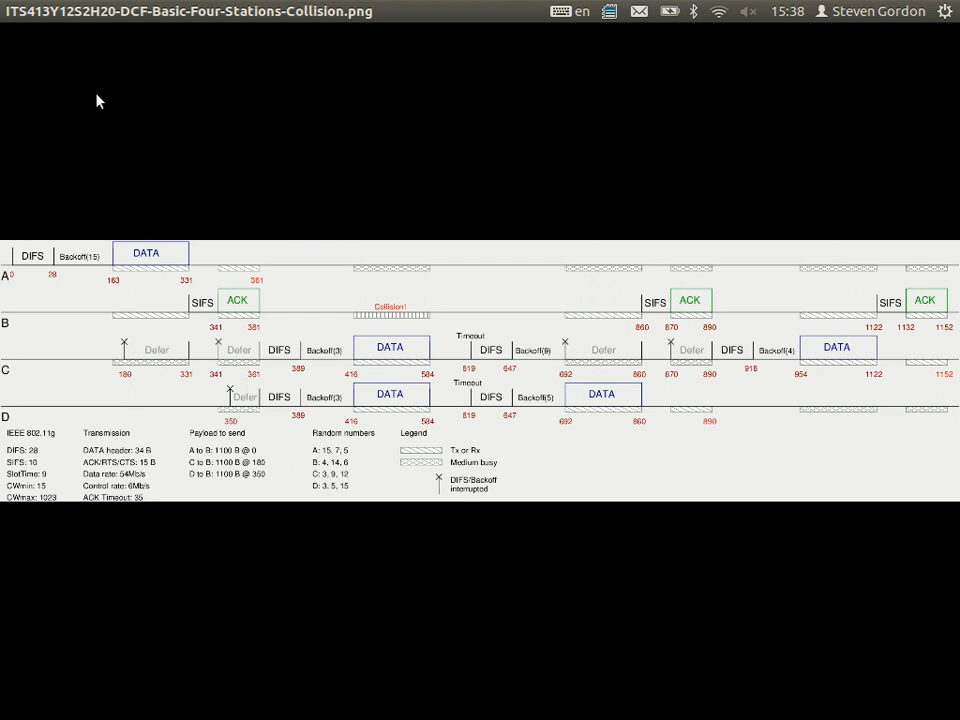 ITS413Y12S2H20-DCF-Basic-Four-Stations-Collision.png en 15:38 Steven Gordon
DIFS Backoff(15) DATA
A 0 28 163 331 361
SIFS ACK Collision! SIFS ACK SIFS ACK
B 341 361 860 870 890 1122 1132 1152
Timeout
Defer Defer DIFS Backoff(3) DATA DIFS Backoff(9) Defer Defer DIFS Backoff(4) DATA
C 180 331 341 361 389 416 584 619 647 692 860 870 890 918 954 1122 1152
Timeout
Defer DIFS Backoff(3) DATA DIFS Backoff(5) DATA
D 350 389 416 584 619 647 692 860 890
IEEE 802.11g Transmission Payload to send Random numbers Legend
DIFS: 28 DATA header: 34 B A to B: 1100 B @ 0 A: 15, 7, 5 Tx or Rx
SIFS: 10 ACK/RTS/CTS: 15 B C to B: 1100 B @ 180 B: 4, 14, 6 Medium busy
SlotTime: 9 Data rate: 54Mb/s D to B: 1100 B @ 350 C: 3, 9, 12
CWmin: 15 Control rate: 6Mb/s D: 3, 5, 15 DIFS/Backoff
interrupted
CWmax: 1023 ACK Timeout: 35